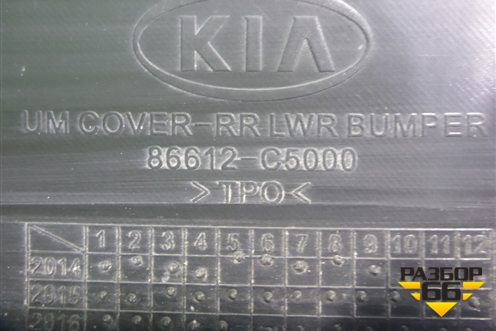 KIA
UM COVER-RR LWR BUMPER
86612-C5000
>TPO<
1 2 3 4 5 6 7 8 9 10 11 12
2014
2015
2016
РАЗБОР
66